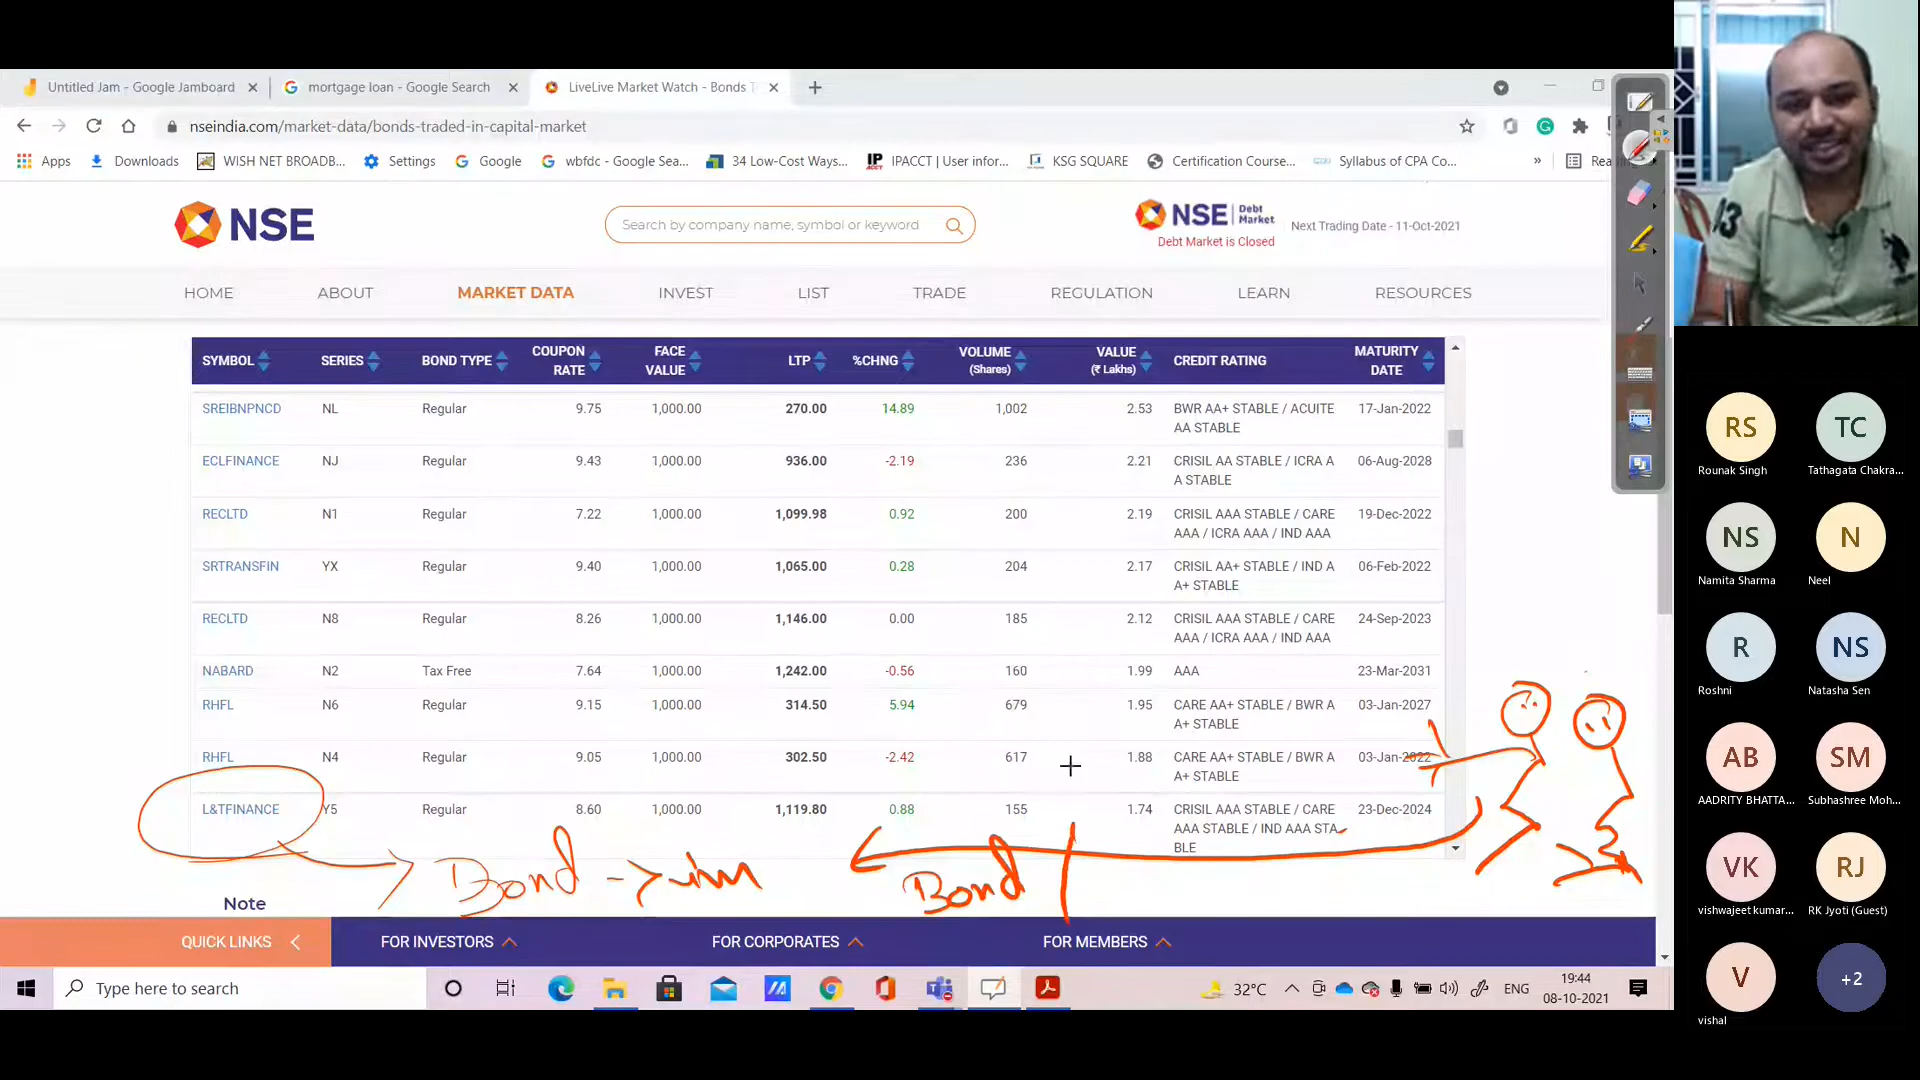 Untitled Jam - Google Jamboard
mortgage loan - Google Search
LiveLive Market Watch - Bonds T
nseindia.com/market-data/bonds-traded-in-capital-market
Apps Downloads WISH NET BROADB... Settings Google wbfdc - Google Sea... 34 Low-Cost Ways... IPACCT | User infor... KSG SQUARE Certification Course... Syllabus of CPA Co... »
NSE
Search by company name, symbol or keyword
NSE Debt Market
Debt Market is Closed
Next Trading Date - 11-Oct-2021
HOME ABOUT MARKET DATA INVEST LIST TRADE REGULATION LEARN RESOURCES
SYMBOL SERIES BOND TYPE COUPON RATE FACE VALUE LTP %CHNG VOLUME (Shares) VALUE (₹ Lakhs) CREDIT RATING MATURITY DATE
SREIBNPNCD NL Regular 9.75 1,000.00 270.00 14.89 1,002 2.53 BWR AA+ STABLE / ACUITE 17-Jan-2022
AA STABLE
ECLFINANCE NJ Regular 9.43 1,000.00 936.00 -2.19 236 2.21 CRISIL AA STABLE / ICRA A 06-Aug-2028
A STABLE
RECLTD N1 Regular 7.22 1,000.00 1,099.98 0.92 200 2.19 CRISIL AAA STABLE / CARE 19-Dec-2022
AAA / ICRA AAA / IND AAA
SRTRANSFIN YX Regular 9.40 1,000.00 1,065.00 0.28 204 2.17 CRISIL AA+ STABLE / IND A 06-Feb-2022
A+ STABLE
RECLTD N8 Regular 8.26 1,000.00 1,146.00 0.00 185 2.12 CRISIL AAA STABLE / CARE 24-Sep-2023
AAA / ICRA AAA / IND AAA
NABARD N2 Tax Free 7.64 1,000.00 1,242.00 -0.56 160 1.99 AAA 23-Mar-2031
RHFL N6 Regular 9.15 1,000.00 314.50 5.94 679 1.95 CARE AA+ STABLE / BWR A 03-Jan-2027
A+ STABLE
RHFL N4 Regular 9.05 1,000.00 302.50 -2.42 617 1.88 CARE AA+ STABLE / BWR A 03-Jan-2022
A+ STABLE
L&TFINANCE Y5 Regular 8.60 1,000.00 1,119.80 0.88 155 1.74 CRISIL AAA STABLE / CARE 23-Dec-2024
AAA STABLE / IND AAA STA
BLE
Bond
Bond
Note
QUICK LINKS FOR INVESTORS FOR CORPORATES FOR MEMBERS
Type here to search
32°C ENG 19:44
08-10-2021
13
RS TC
Rounak Singh Tathagata Chakra...
NS N
Namita Sharma Neel
R NS
Roshni Natasha Sen
AB SM
AADRITY BHATTA... Subhashree Moh...
VK RJ
vishwajeet kumar... RK Jyoti (Guest)
V +2
vishal